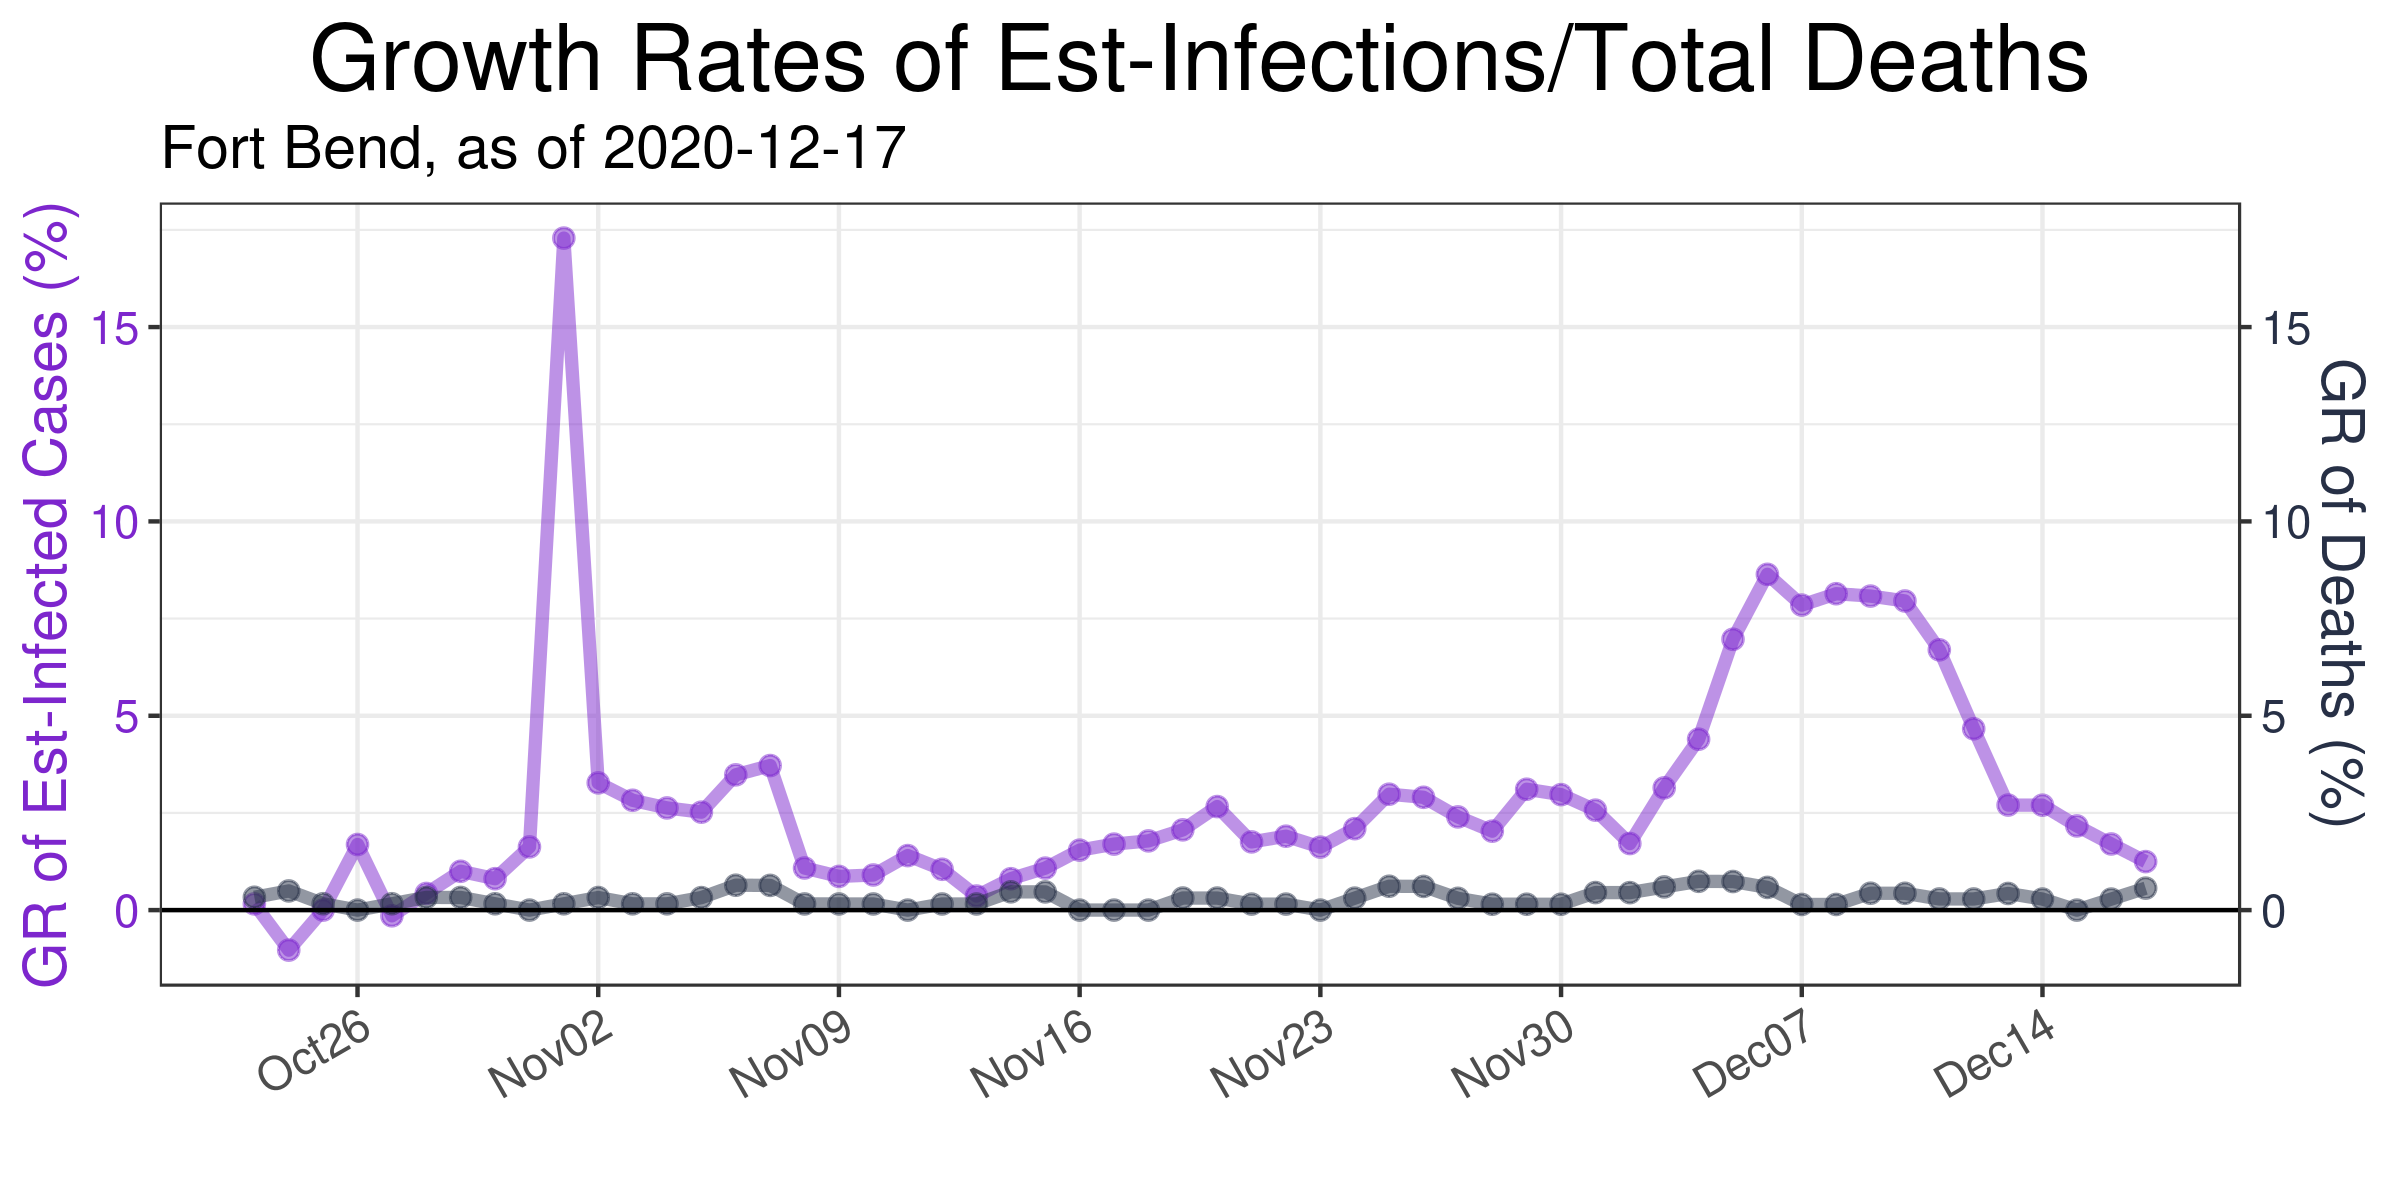 Growth Rates of Est-Infections/Total Deaths
Fort Bend, as of 2020-12-17
GR of Est-Infected Cases (%)
15
10
5
0
15
10
5
0
GR of Deaths (%)
Oct26
Nov02
Nov09
Nov16
Nov23
Nov30
Dec07
Dec14